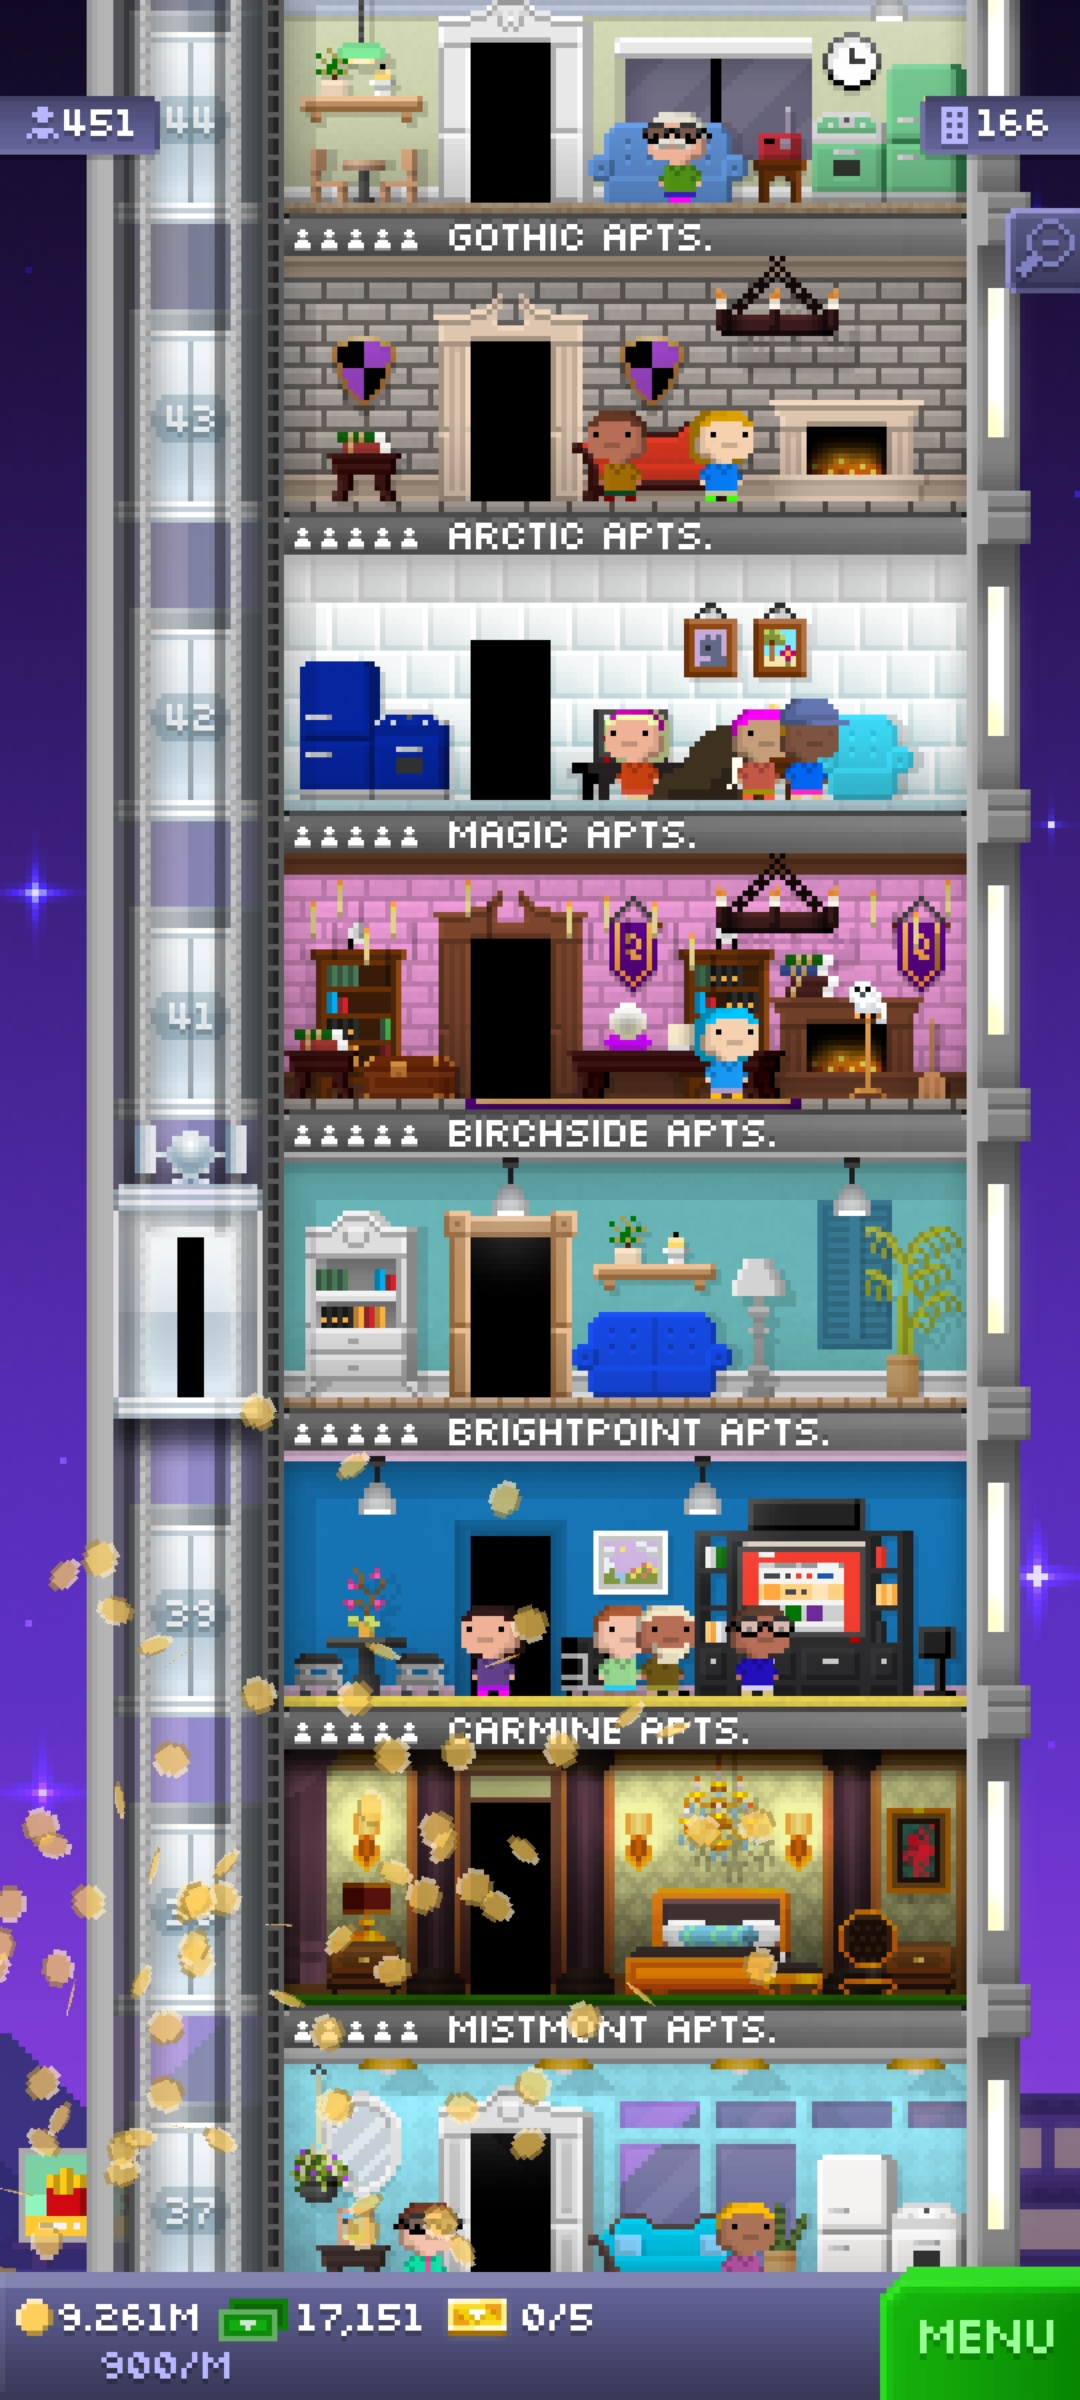 44
451
166
GOTHIC APTS.
43
ARCTIC APTS.
42
MAGIC APTS.
41
BIRCHSIDE APTS.
BRIGHTPOINT APTS.
39
CARMINE APTS.
MISTMONT APTS.
37
9.261M
17,151
0/5
MENU
900/M